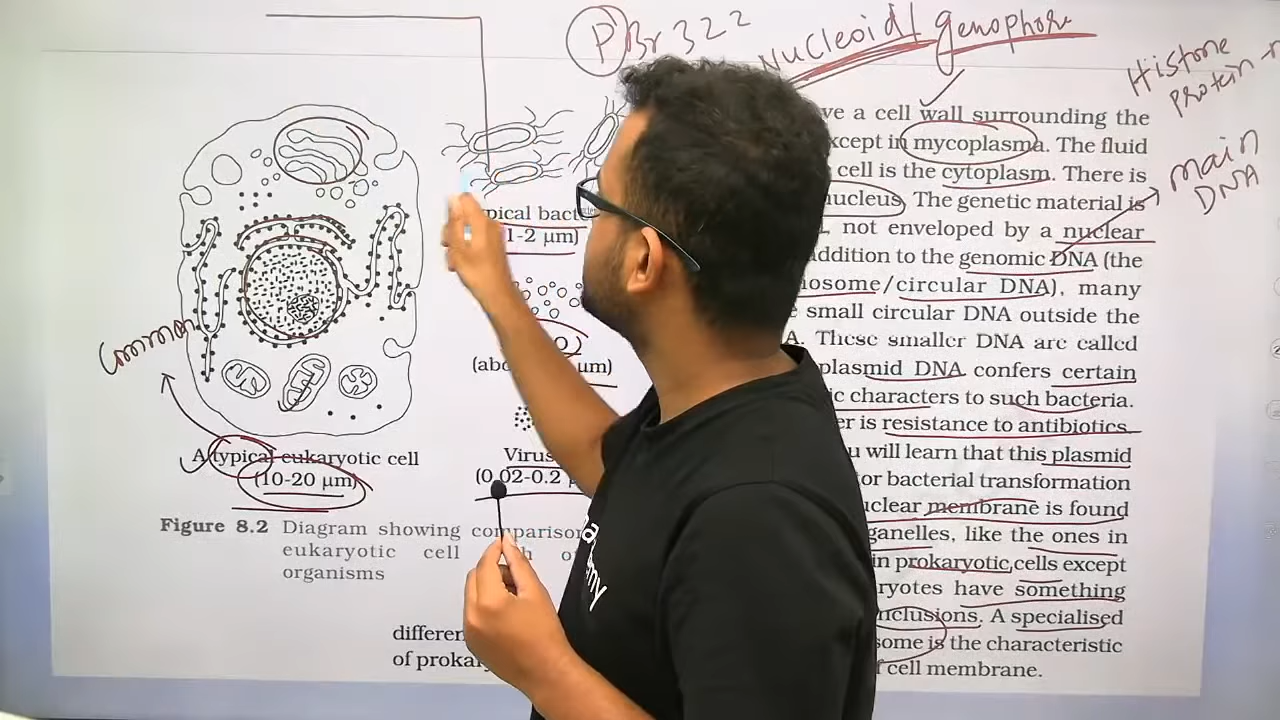 PBr322
Nucleoid/ genophore
Histone
protein
main
DNA
ve a cell wall surrounding the
xcept in mycoplasma. The fluid
cell is the cytoplasm. There is
nucleus. The genetic material is
, not enveloped by a nuclear
addition to the genomic DNA (the
osome/circular DNA), many
small circular DNA outside the
A. These smaller DNA are called
plasmid DNA confers certain
ic characters to such bacteria.
er is resistance to antibiotics.
u will learn that this plasmid
or bacterial transformation
clear membrane is found
ganelles, like the ones in
in prokaryotic cells except
ryotes have something
nclusions. A specialised
some is the characteristic
f cell membrane.
Common
A typical eukaryotic cell
(10-20 µm)
pical bact
1-2 µm)
(abo µm)
Virus
(0.02-0.2
Figure 8.2 Diagram showing comparison
eukaryotic cell th o
organisms
differen
of prokary